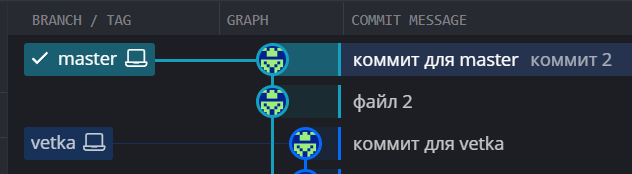 BRANCH / TAG GRAPH COMMIT MESSAGE
master коммит для master коммит 2
файл 2
vetka коммит для vetka